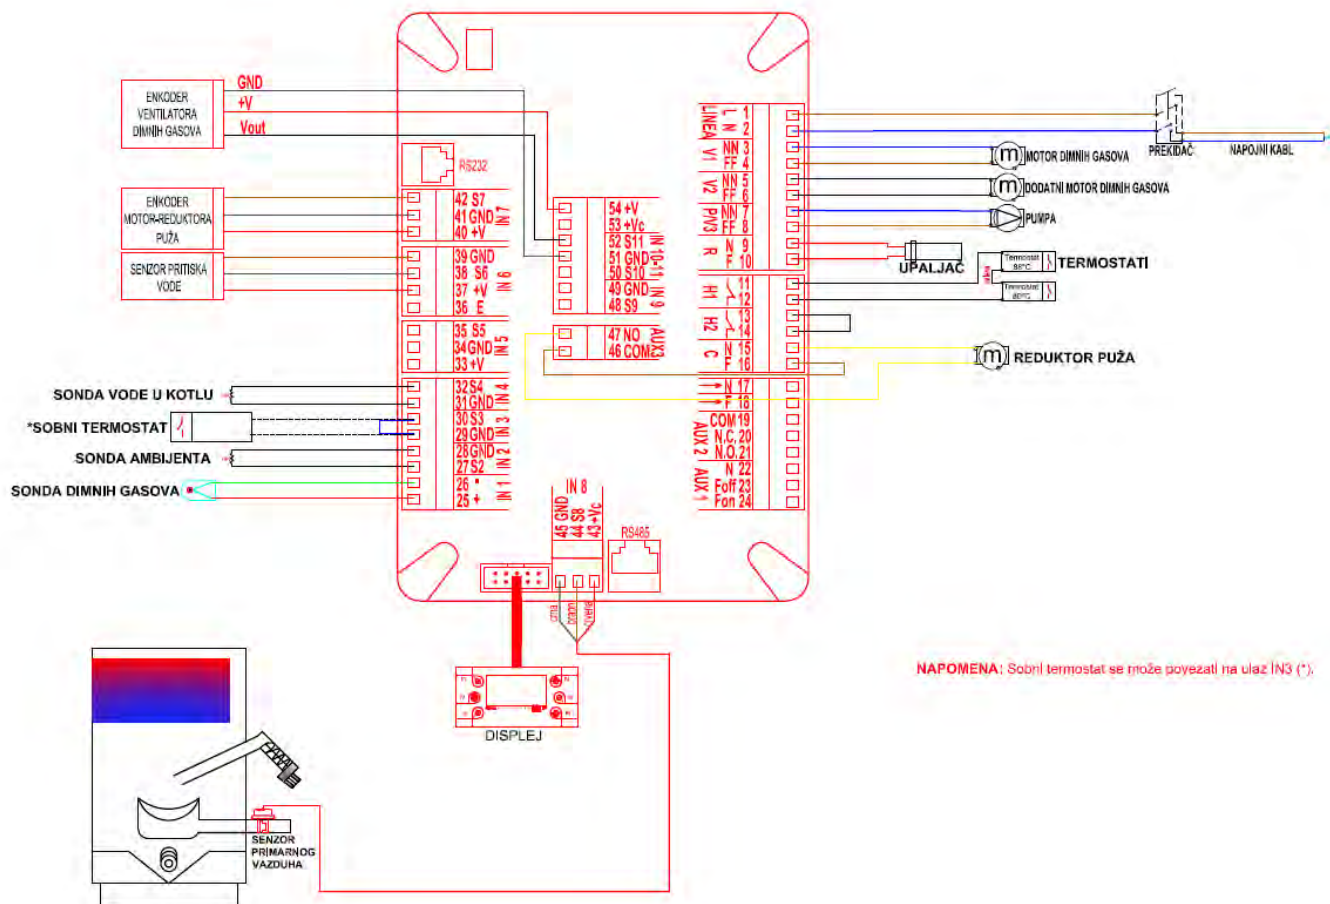 ENKODER
VENTILATORA
DIMNIH GASOVA
GND
+V
Vout
ENKODER
MOTOR-REDUKTORA
PUŽA
SENZOR PRITISKA
VODE
SONDA VODE U KOTLU
*SOBNI TERMOSTAT
SONDA AMBIJENTA
SONDA DIMNIH GASOVA
RS232
42 S7
41 GND
40 +V
IN 7
39 GND
38 S6
37 +V
36 E
IN 6
35 S5
34 GND
33 +V
IN 5
32 S4
31 GND
IN 4
30 S3
29 GND
IN 3
28 GND
27 S2
IN 2
26 -
25 +
IN 1
54 +V
53 +Vc
52 S11
51 GND
50 S10
49 GND
48 S9
IN 10-11
IN 9
47 NO
46 COM
AUX3
LINEA
L 1
N 2
V1
NN 3
FF 4
V2
NN 5
FF 6
P/V3
NN 7
FF 8
R
N 9
F 10
H1
11
12
H2
13
14
C
N 15
F 16
N 17
F 18
AUX 2
COM 19
N.C. 20
N.O. 21
AUX 1
N 22
Foff 23
Fon 24
IN 8
45 GND
44 S8
43 +Vc
RS485
crna
braon
crvena
DISPLEJ
PREKIDAČ
NAPOJNI KABL
MOTOR DIMNIH GASOVA
DODATNI MOTOR DIMNIH GASOVA
PUMPA
UPALJAČ
Termostat
TERMOSTATI
Termostat
REDUKTOR PUŽA
m
m
m
SENZOR
PRIMARNOG
VAZDUHA
NAPOMENA: Sobni termostat se može povezati na ulaz IN3 (*).